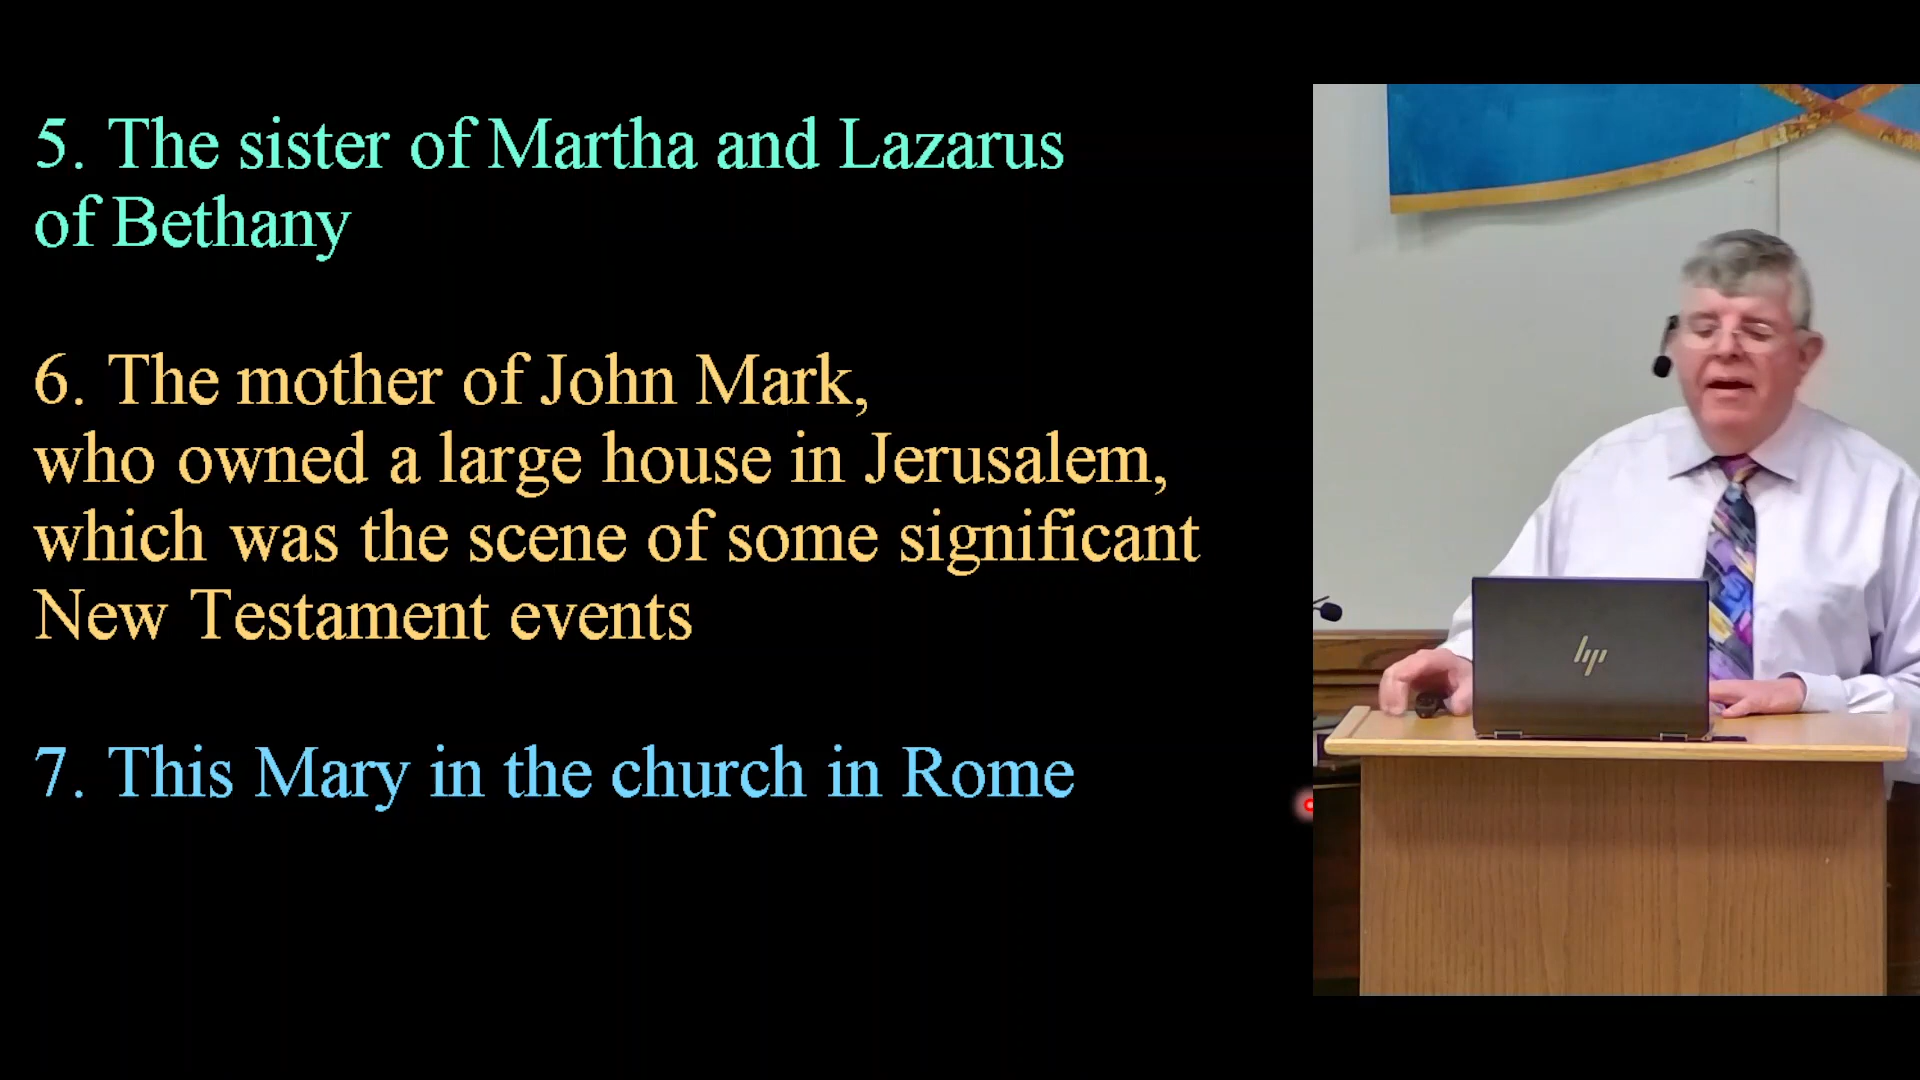 5. The sister of Martha and Lazarus
of Bethany
6. The mother of John Mark,
who owned a large house in Jerusalem,
which was the scene of some significant
New Testament events
7. This Mary in the church in Rome
hp